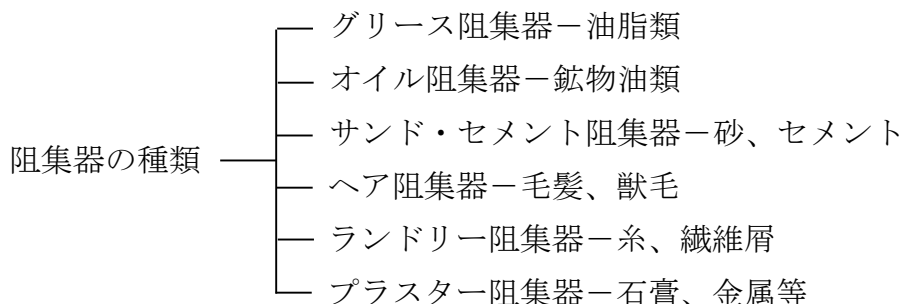 グリース阻集器－油脂類
オイル阻集器－鉱物油類
サンド・セメント阻集器－砂、セメント
阻集器の種類
ヘア阻集器－毛髪、獣毛
ランドリー阻集器－糸、繊維屑
プラスター阻集器－石膏、金属等